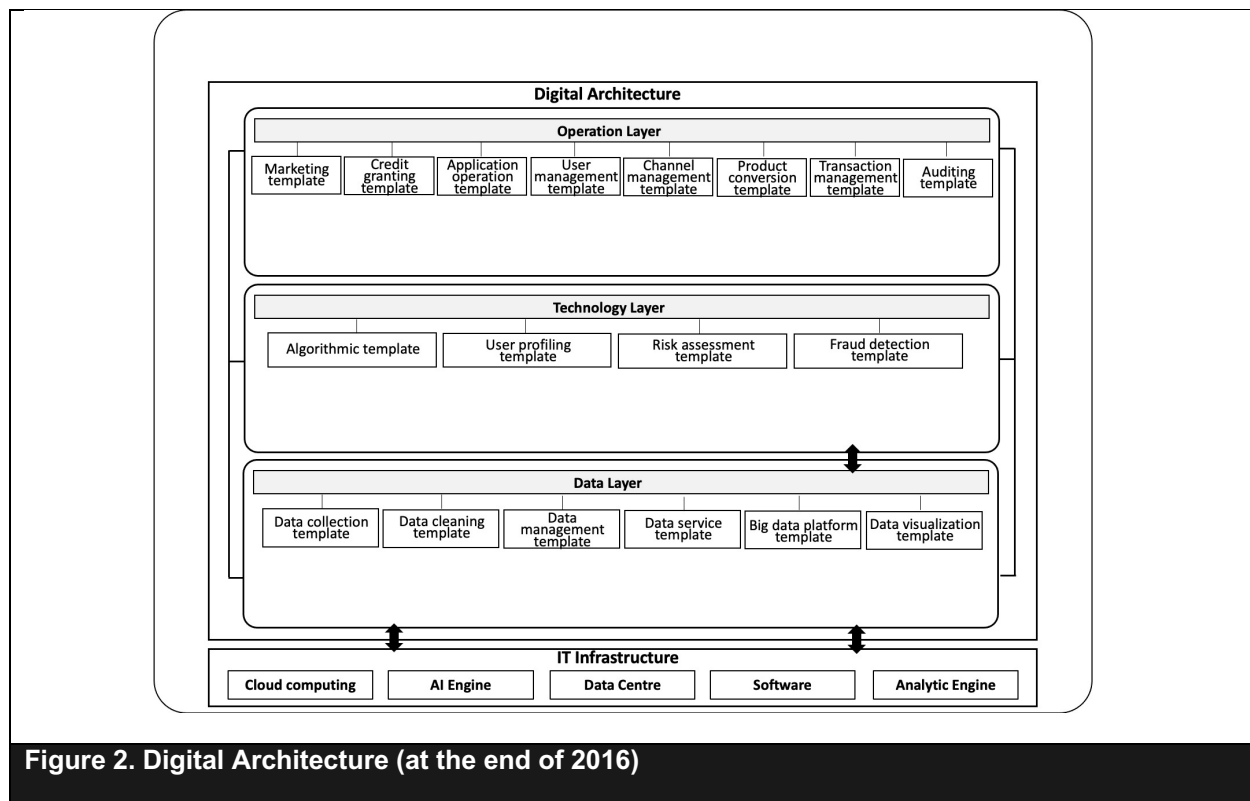 Digital Architecture
Operation Layer
Marketing
template
Credit
granting
template
Application
operation
template
User
management
template
Channel
management
template
Product
conversion
template
Transaction
management
template
Auditing
template
Technology Layer
Algorithmic template
User profiling
template
Risk assessment
template
Fraud detection
template
Data Layer
Data collection
template
Data cleaning
template
Data
management
template
Data service
template
Big data platform
template
Data visualization
template
IT Infrastructure
Cloud computing
AI Engine
Data Centre
Software
Analytic Engine
Figure 2. Digital Architecture (at the end of 2016)